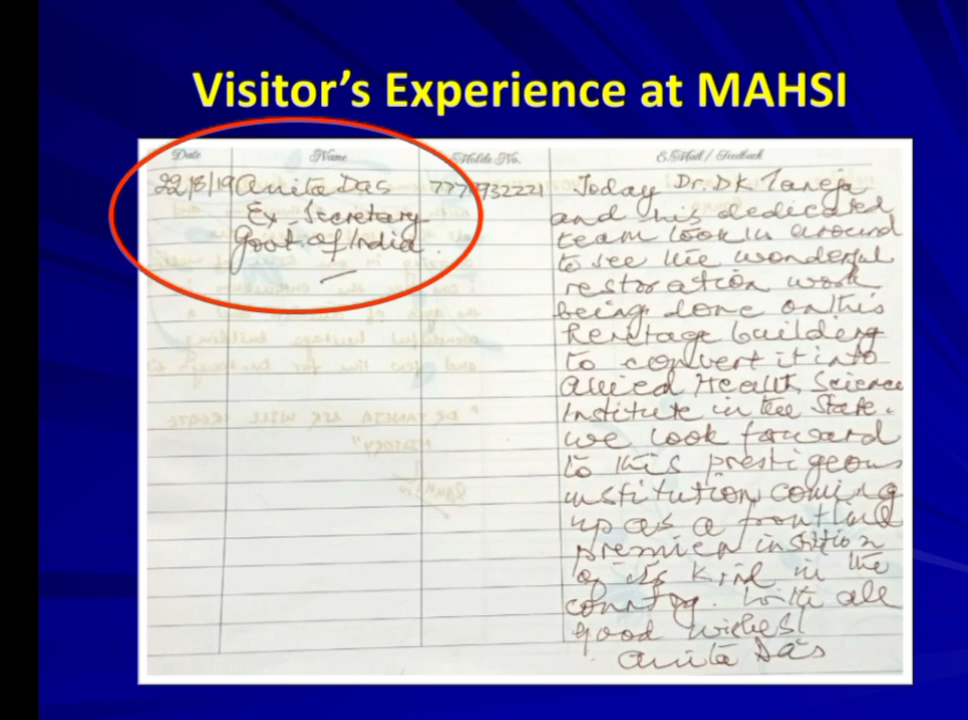 Visitor's Experience at MAHSI
Date Name Mobile No. E.Mail / Feedback
22/8/19 Anita Das
Ex Secretary
Govt. of India.
Today Dr. DK Taneja
and his dedicated
team took us around
to see the wonderful
restoration work
being done on this
heritage building
to convert it into
Allied Health Science
Institute in the State.
we look forward
to this prestigeous
institution coming
up as a frontline
premier instition
of its kind in the
country. With all
good wishes!
Anita Das